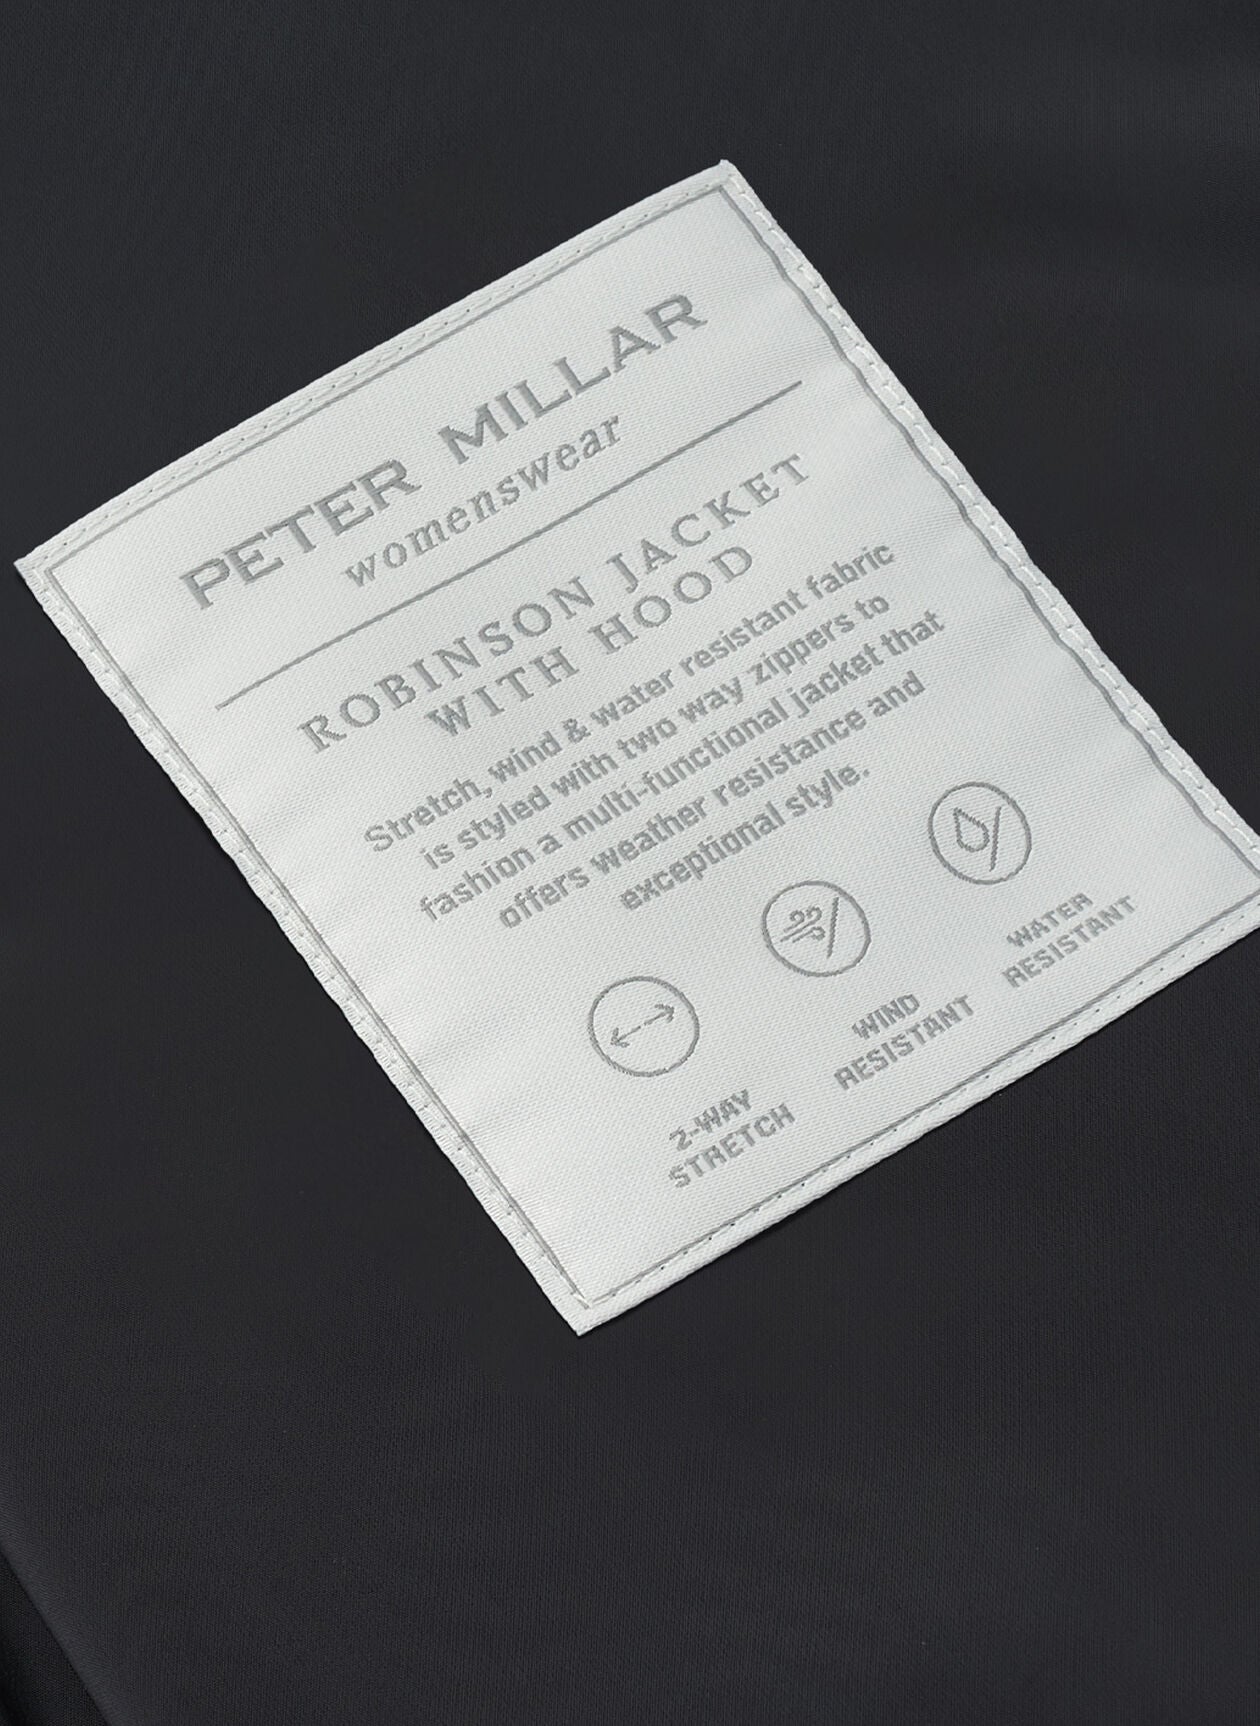 PETER MILLAR
womenswear
ROBINSON JACKET
WITH HOOD
Stretch, wind & water resistant fabric
is styled with two way zippers to
fashion a multi-functional jacket that
offers weather resistance and
exceptional style.
2-WAY
STRETCH
WIND
RESISTANT
WATER
RESISTANT